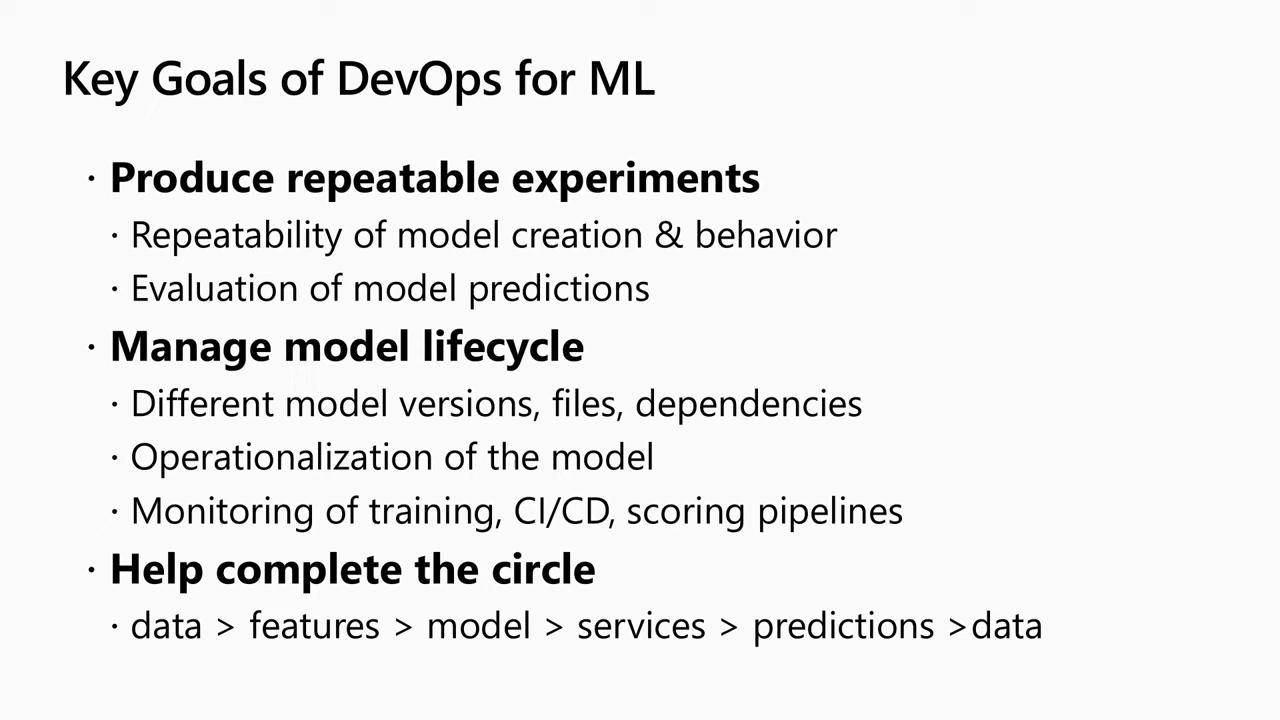 Key Goals of DevOps for ML
· Produce repeatable experiments
· Repeatability of model creation & behavior
· Evaluation of model predictions
· Manage model lifecycle
· Different model versions, files, dependencies
· Operationalization of the model
· Monitoring of training, CI/CD, scoring pipelines
· Help complete the circle
· data > features > model > services > predictions >data